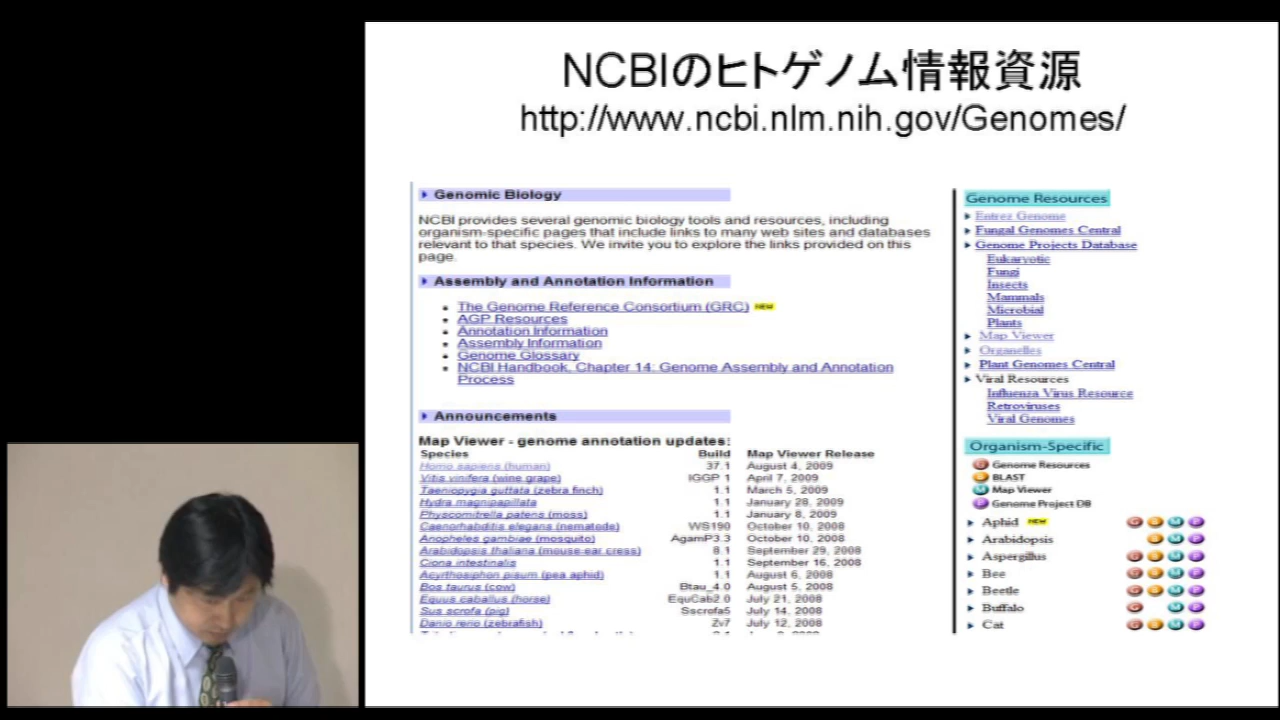 NCBIのヒトゲノム情報資源
http://www.ncbi.nlm.nih.gov/Genomes/
Genomic Biology
NCBI provides several genomic biology tools and resources, including
organism-specific pages that include links to many web sites and databases
relevant to that species. We invite you to explore the links provided on this
page.
Assembly and Annotation Information
The Genome Reference Consortium (GRC) NEW
AGP Resources
Annotation Information
Assembly Information
Genome Glossary
NCBI Handbook, Chapter 14: Genome Assembly and Annotation
Process
Announcements
Map Viewer - genome annotation updates:
Species Build Map Viewer Release
Homo sapiens (human) 37.1 August 4, 2009
Vitis vinifera (wine grape) IGGP 1 April 7, 2009
Taeniopygia guttata (zebra finch) 1.1 March 5, 2009
Hydra magnipapillata 1.1 January 28, 2009
Physcomitrella patens (moss) 1.1 January 8, 2009
Caenorhabditis elegans (nematode) WS190 October 10, 2008
Anopheles gambiae (mosquito) AgamP3.3 October 10, 2008
Arabidopsis thaliana (mouse-ear cress) 8.1 September 29, 2008
Ciona intestinalis 1.1 September 16, 2008
Acyrthosiphon pisum (pea aphid) 1.1 August 6, 2008
Bos taurus (cow) Btau_4.0 August 5, 2008
Equus caballus (horse) EquCab2.0 July 21, 2008
Sus scrofa (pig) Sscrofa5 July 14, 2008
Danio rerio (zebrafish) Zv7 July 12, 2008
Genome Resources
Entrez Genome
Fungal Genomes Central
Genome Projects Database
Eukaryotic
Fungi
Insects
Mammals
Microbial
Plants
Map Viewer
Organelles
Plant Genomes Central
Viral Resources
Influenza Virus Resource
Retroviruses
Viral Genomes
Organism-Specific
G Genome Resources
B BLAST
M Map Viewer
P Genome Project DB
Aphid NEW G B M P
Arabidopsis B M P
Aspergillus G B M P
Bee G B M P
Beetle G B M P
Buffalo G M P
Cat G B M P